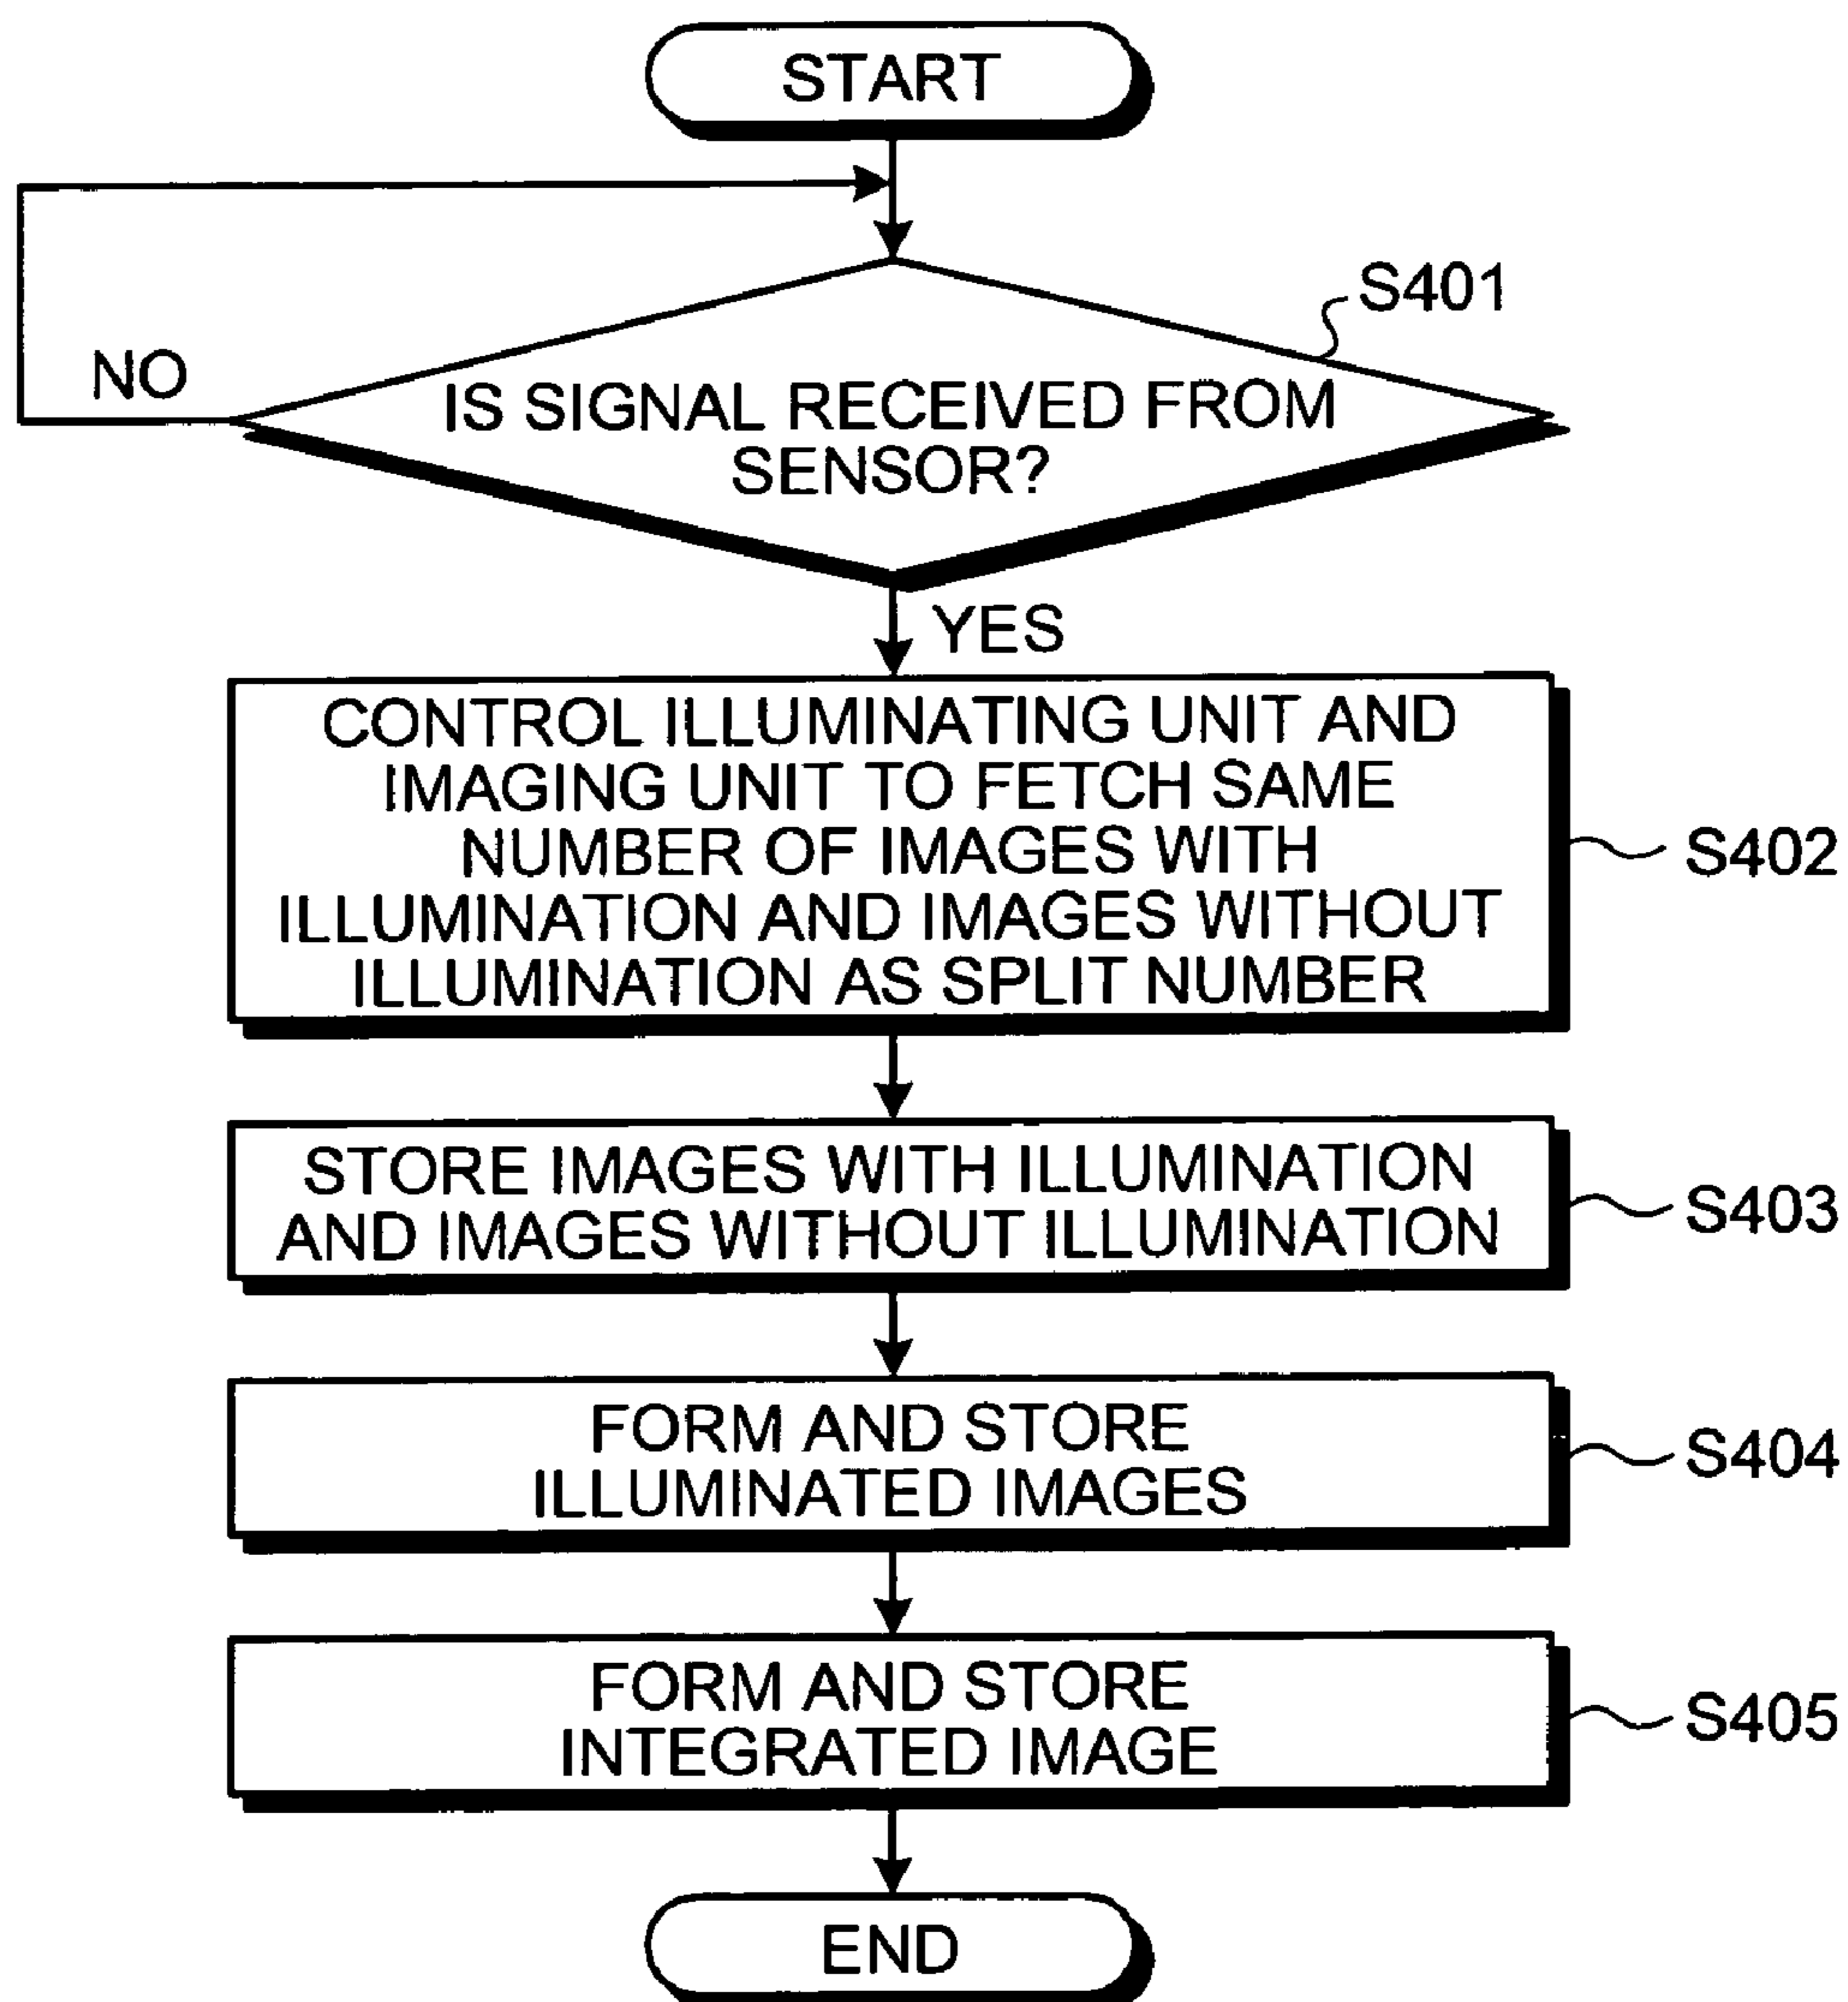 START
S401
NO
IS SIGNAL RECEIVED FROM
SENSOR?
YES
CONTROL ILLUMINATING UNIT AND
IMAGING UNIT TO FETCH SAME
NUMBER OF IMAGES WITH
ILLUMINATION AND IMAGES WITHOUT
ILLUMINATION AS SPLIT NUMBER
S402
STORE IMAGES WITH ILLUMINATION
AND IMAGES WITHOUT ILLUMINATION
S403
FORM AND STORE
ILLUMINATED IMAGES
S404
FORM AND STORE
INTEGRATED IMAGE
S405
END